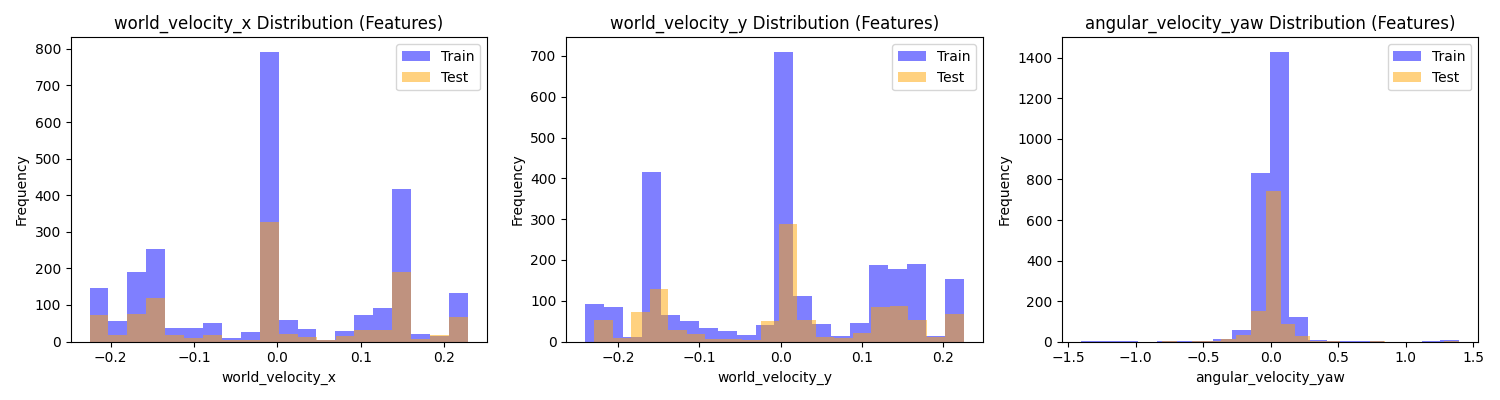 world_velocity_x Distribution (Features)
Frequency
800
700
600
500
400
300
200
100
0
−0.2
−0.1
0.0
0.1
0.2
world_velocity_x
Train
Test
world_velocity_y Distribution (Features)
Frequency
700
600
500
400
300
200
100
0
−0.2
−0.1
0.0
0.1
0.2
world_velocity_y
Train
Test
angular_velocity_yaw Distribution (Features)
Frequency
1400
1200
1000
800
600
400
200
0
−1.5
−1.0
−0.5
0.0
0.5
1.0
1.5
angular_velocity_yaw
Train
Test